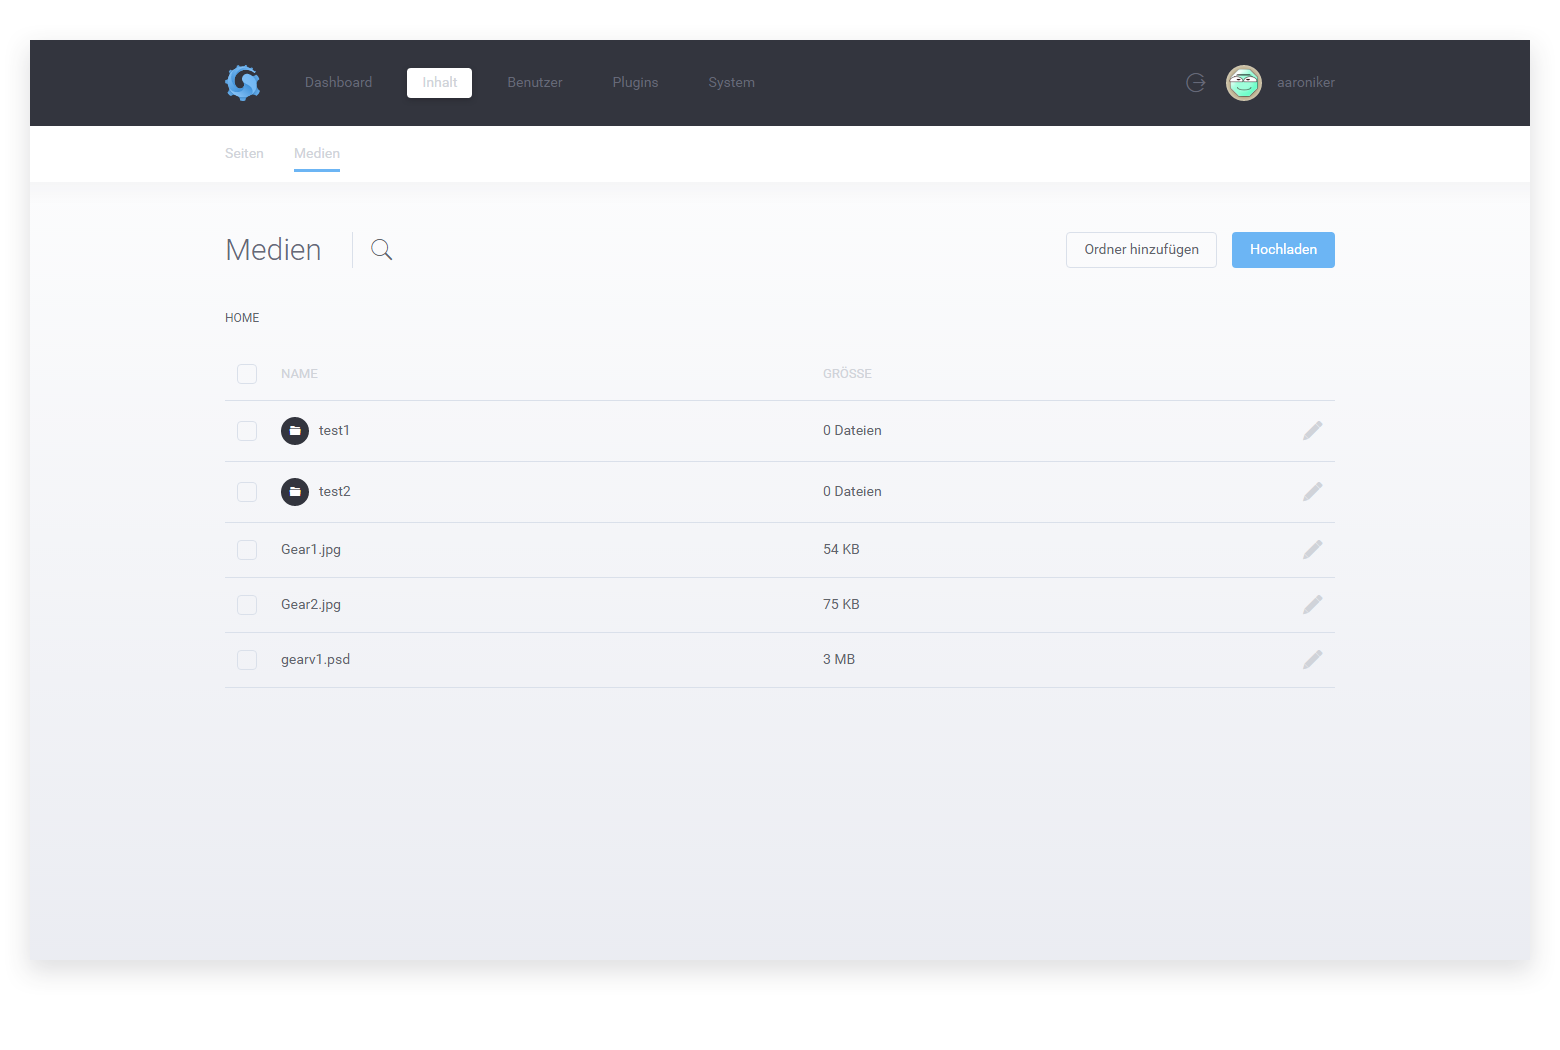 Dashboard Inhalt Benutzer Plugins System aaroniker
Seiten Medien
Medien Ordner hinzufügen Hochladen
HOME
NAME GRÖSSE
test1 0 Dateien
test2 0 Dateien
Gear1.jpg 54 KB
Gear2.jpg 75 KB
gearv1.psd 3 MB